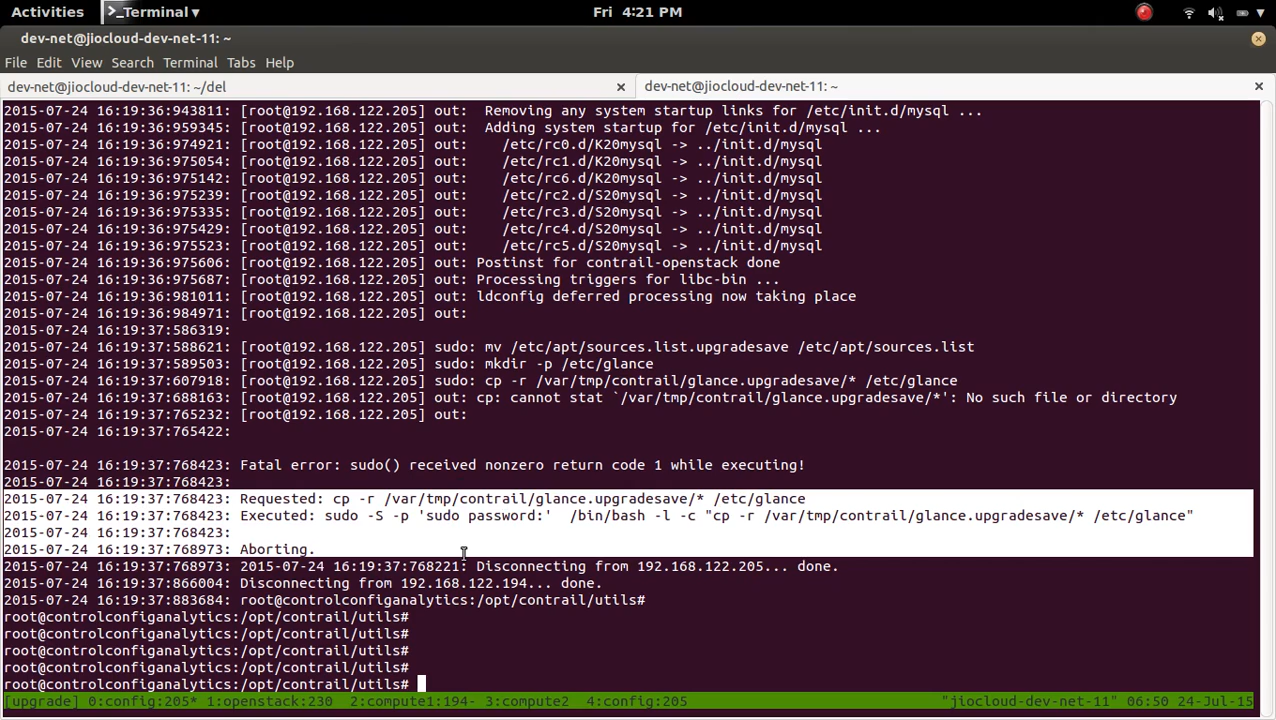 Activities
Terminal
Fri 4:21 PM
dev-net@jiocloud-dev-net-11: ~
File Edit View Search Terminal Tabs Help
dev-net@jiocloud-dev-net-11: ~/del
dev-net@jiocloud-dev-net-11: ~
2015-07-24 16:19:36:943811: [root@192.168.122.205] out:  Removing any system startup links for /etc/init.d/mysql ...
2015-07-24 16:19:36:959345: [root@192.168.122.205] out:  Adding system startup for /etc/init.d/mysql ...
2015-07-24 16:19:36:974921: [root@192.168.122.205] out:    /etc/rc0.d/K20mysql -> ../init.d/mysql
2015-07-24 16:19:36:975054: [root@192.168.122.205] out:    /etc/rc1.d/K20mysql -> ../init.d/mysql
2015-07-24 16:19:36:975142: [root@192.168.122.205] out:    /etc/rc6.d/K20mysql -> ../init.d/mysql
2015-07-24 16:19:36:975239: [root@192.168.122.205] out:    /etc/rc2.d/S20mysql -> ../init.d/mysql
2015-07-24 16:19:36:975335: [root@192.168.122.205] out:    /etc/rc3.d/S20mysql -> ../init.d/mysql
2015-07-24 16:19:36:975429: [root@192.168.122.205] out:    /etc/rc4.d/S20mysql -> ../init.d/mysql
2015-07-24 16:19:36:975523: [root@192.168.122.205] out:    /etc/rc5.d/S20mysql -> ../init.d/mysql
2015-07-24 16:19:36:975606: [root@192.168.122.205] out: Postinst for contrail-openstack done
2015-07-24 16:19:36:975687: [root@192.168.122.205] out: Processing triggers for libc-bin ...
2015-07-24 16:19:36:981011: [root@192.168.122.205] out: ldconfig deferred processing now taking place
2015-07-24 16:19:36:984971: [root@192.168.122.205] out:
2015-07-24 16:19:37:586319:
2015-07-24 16:19:37:588621: [root@192.168.122.205] sudo: mv /etc/apt/sources.list.upgradesave /etc/apt/sources.list
2015-07-24 16:19:37:589503: [root@192.168.122.205] sudo: mkdir -p /etc/glance
2015-07-24 16:19:37:607918: [root@192.168.122.205] sudo: cp -r /var/tmp/contrail/glance.upgradesave/* /etc/glance
2015-07-24 16:19:37:688163: [root@192.168.122.205] out: cp: cannot stat `/var/tmp/contrail/glance.upgradesave/*': No such file or directory
2015-07-24 16:19:37:765232: [root@192.168.122.205] out:
2015-07-24 16:19:37:765422:
2015-07-24 16:19:37:768423: Fatal error: sudo() received nonzero return code 1 while executing!
2015-07-24 16:19:37:768423:
2015-07-24 16:19:37:768423: Requested: cp -r /var/tmp/contrail/glance.upgradesave/* /etc/glance
2015-07-24 16:19:37:768423: Executed: sudo -S -p 'sudo password:'  /bin/bash -l -c "cp -r /var/tmp/contrail/glance.upgradesave/* /etc/glance"
2015-07-24 16:19:37:768423:
2015-07-24 16:19:37:768973: Aborting.
2015-07-24 16:19:37:768973: 2015-07-24 16:19:37:768221: Disconnecting from 192.168.122.205... done.
2015-07-24 16:19:37:866004: Disconnecting from 192.168.122.194... done.
2015-07-24 16:19:37:883684: root@controlconfiganalytics:/opt/contrail/utils#
root@controlconfiganalytics:/opt/contrail/utils#
root@controlconfiganalytics:/opt/contrail/utils#
root@controlconfiganalytics:/opt/contrail/utils#
root@controlconfiganalytics:/opt/contrail/utils#
root@controlconfiganalytics:/opt/contrail/utils#
[upgrade] 0:config:205* 1:openstack:230  2:compute1:194- 3:compute2  4:config:205 "jiocloud-dev-net-11" 06:50 24-Jul-15